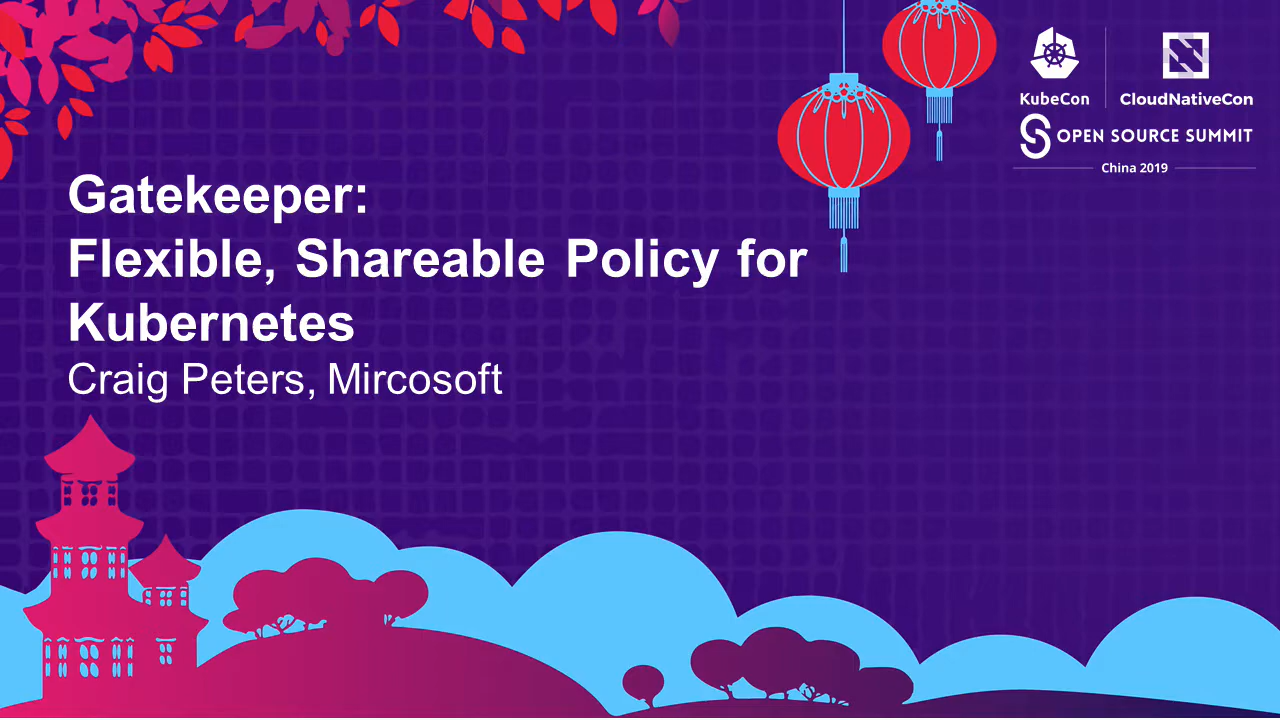 KubeCon
CloudNativeCon
OPEN SOURCE SUMMIT
China 2019
Gatekeeper:
Flexible, Shareable Policy for
Kubernetes
Craig Peters, Mircosoft